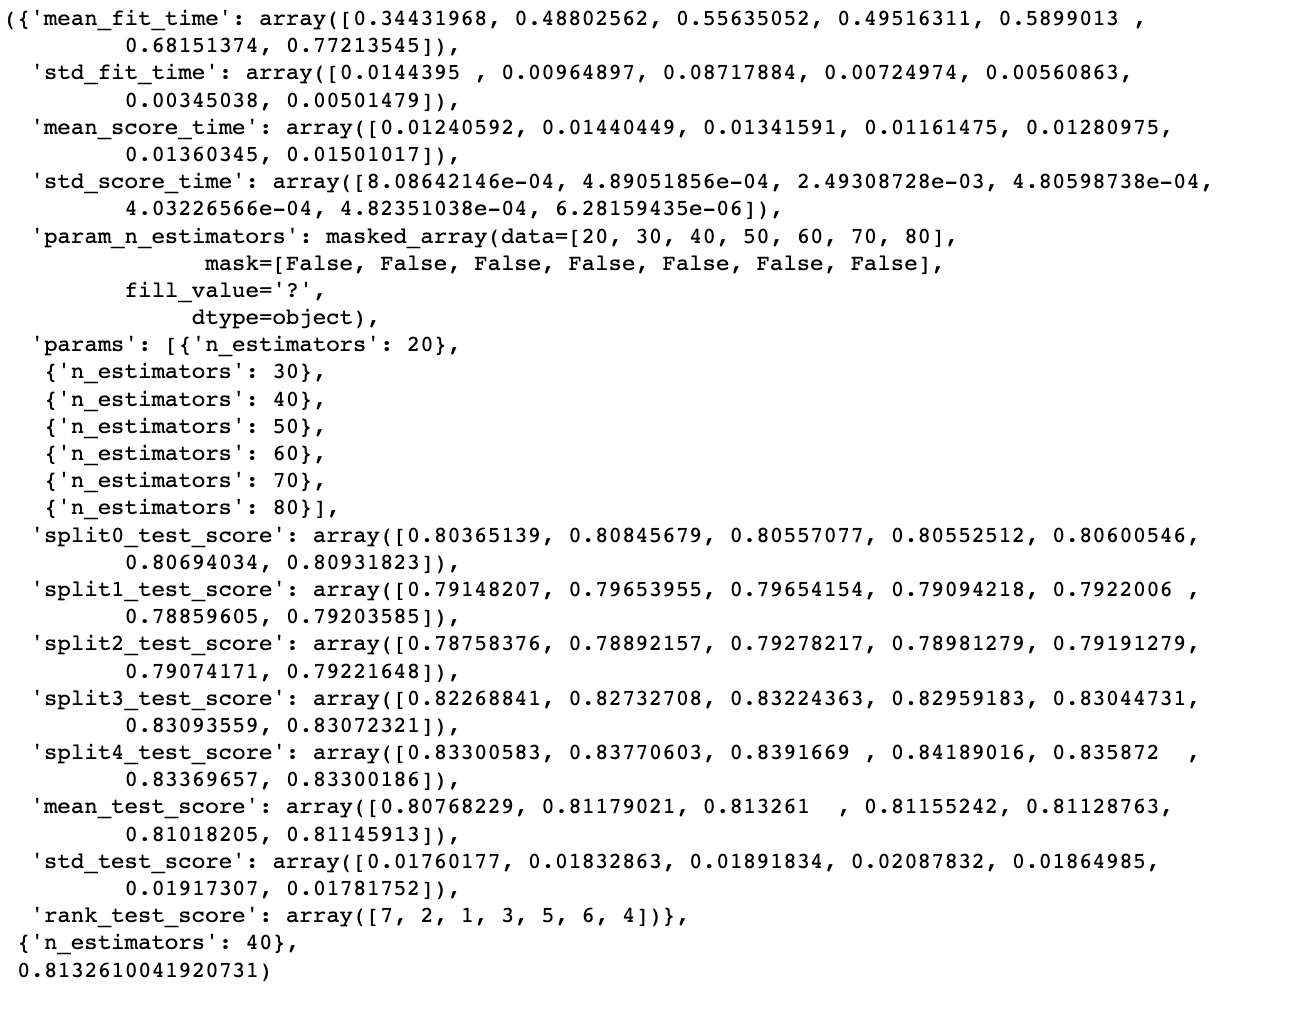 ({'mean_fit_time': array([0.34431968, 0.48802562, 0.55635052, 0.49516311, 0.5899013 ,
        0.68151374, 0.77213545]),
 'std_fit_time': array([0.0144395 , 0.00964897, 0.08717884, 0.00724974, 0.00560863,
        0.00345038, 0.00501479]),
 'mean_score_time': array([0.01240592, 0.01440449, 0.01341591, 0.01161475, 0.01280975,
        0.01360345, 0.01501017]),
 'std_score_time': array([8.08642146e-04, 4.89051856e-04, 2.49308728e-03, 4.80598738e-04,
        4.03226566e-04, 4.82351038e-04, 6.28159435e-06]),
 'param_n_estimators': masked_array(data=[20, 30, 40, 50, 60, 70, 80],
              mask=[False, False, False, False, False, False, False],
        fill_value='?',
             dtype=object),
 'params': [{'n_estimators': 20},
  {'n_estimators': 30},
  {'n_estimators': 40},
  {'n_estimators': 50},
  {'n_estimators': 60},
  {'n_estimators': 70},
  {'n_estimators': 80}],
 'split0_test_score': array([0.80365139, 0.80845679, 0.80557077, 0.80552512, 0.80600546,
        0.80694034, 0.80931823]),
 'split1_test_score': array([0.79148207, 0.79653955, 0.79654154, 0.79094218, 0.7922006 ,
        0.78859605, 0.79203585]),
 'split2_test_score': array([0.78758376, 0.78892157, 0.79278217, 0.78981279, 0.79191279,
        0.79074171, 0.79221648]),
 'split3_test_score': array([0.82268841, 0.82732708, 0.83224363, 0.82959183, 0.83044731,
        0.83093559, 0.83072321]),
 'split4_test_score': array([0.83300583, 0.83770603, 0.8391669 , 0.84189016, 0.835872  ,
        0.83369657, 0.83300186]),
 'mean_test_score': array([0.80768229, 0.81179021, 0.813261  , 0.81155242, 0.81128763,
        0.81018205, 0.81145913]),
 'std_test_score': array([0.01760177, 0.01832863, 0.01891834, 0.02087832, 0.01864985,
        0.01917307, 0.01781752]),
 'rank_test_score': array([7, 2, 1, 3, 5, 6, 4])},
{'n_estimators': 40},
0.8132610041920731)